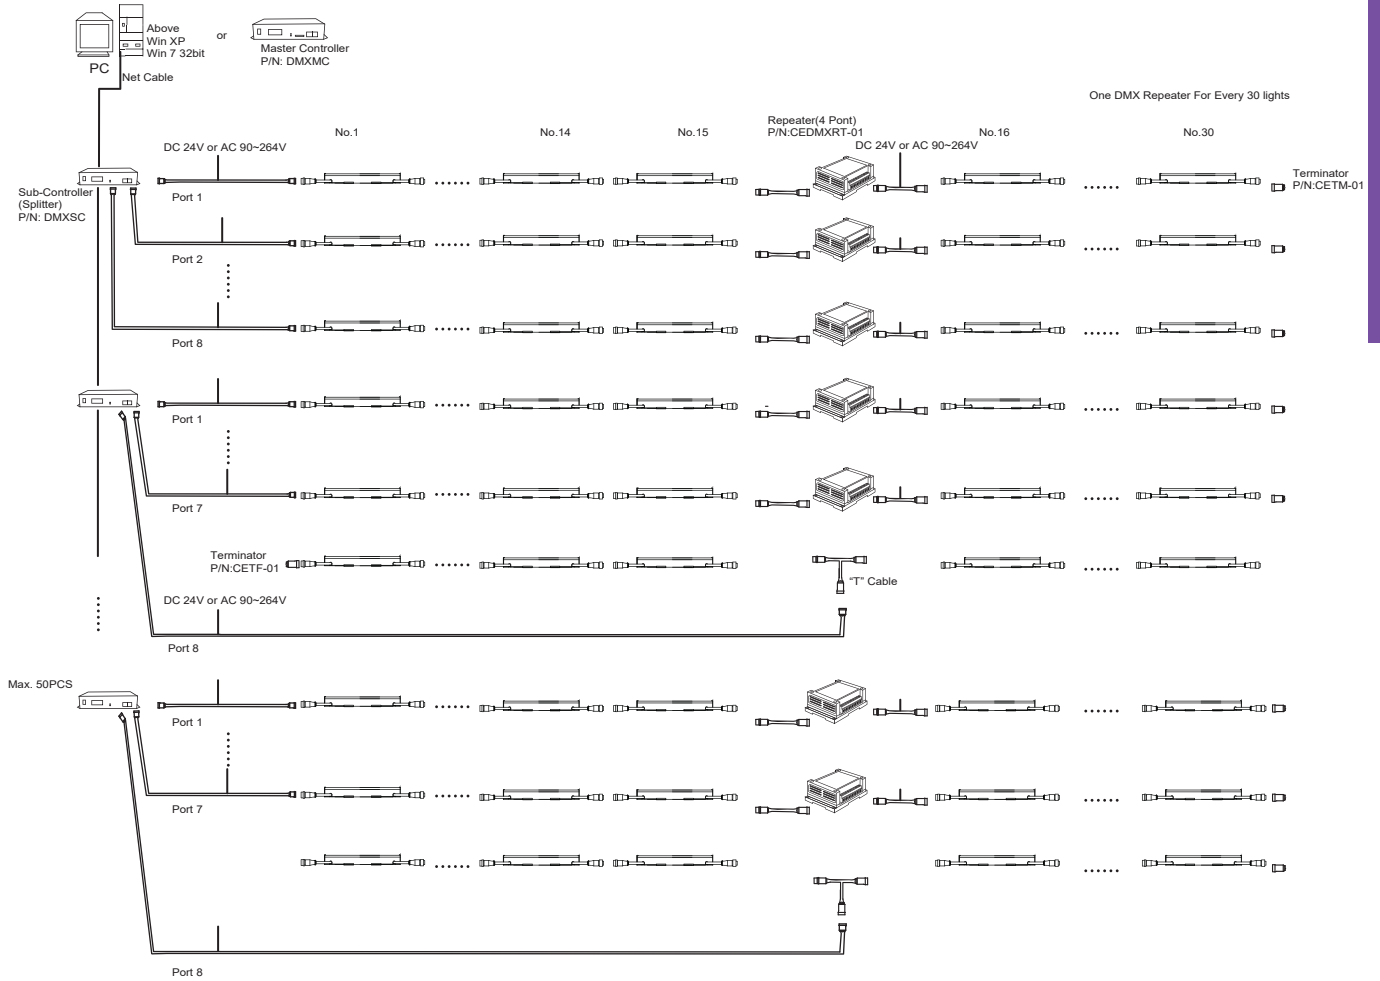 Above
Win XP
Win 7 32bit
or
Master Controller
P/N: DMXMC
PC
Net Cable
One DMX Repeater For Every 30 lights
No.1
No.14
No.15
Repeater(4 Pont)
P/N:CEDMXRT-01
No.16
No.30
DC 24V or AC 90~264V
DC 24V or AC 90~264V
Sub-Controller
(Splitter)
P/N: DMXSC
Port 1
Terminator
P/N:CETM-01
Port 2
Port 8
Port 1
Port 7
Terminator
P/N:CETF-01
"T" Cable
DC 24V or AC 90~264V
Port 8
Max. 50PCS
Port 1
Port 7
Port 8